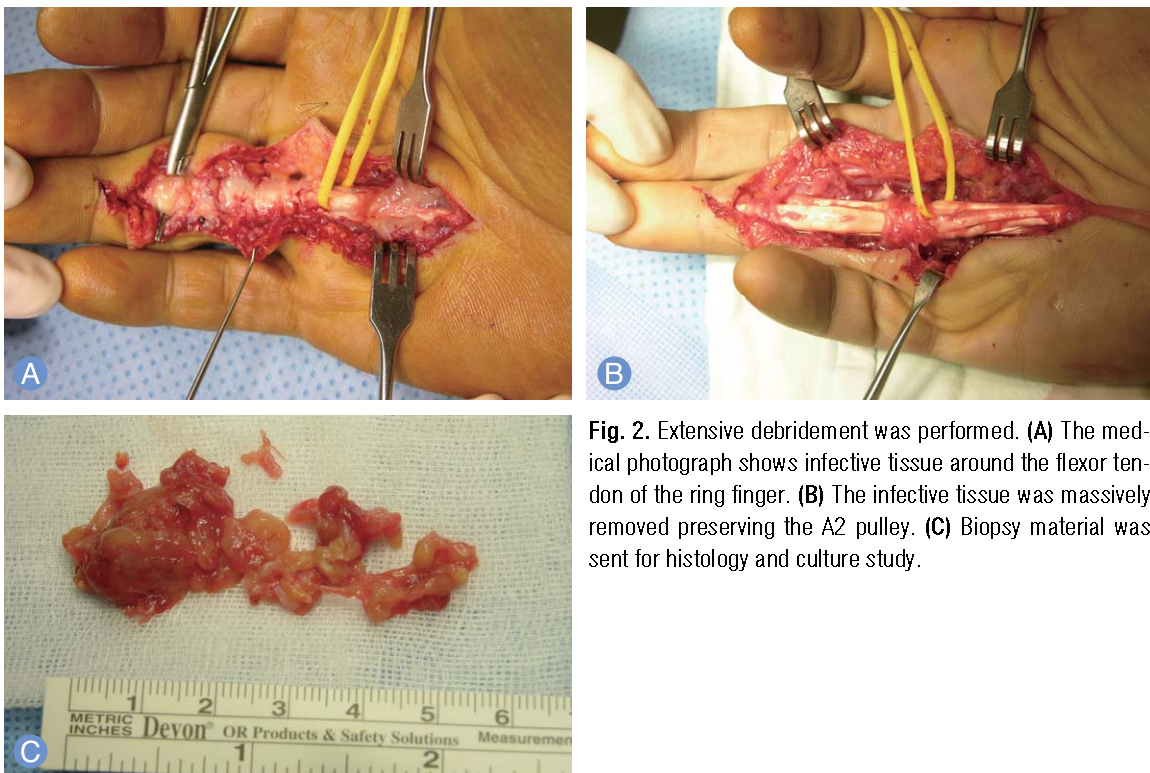 A
B
Fig. 2. Extensive debridement was performed. (A) The med-
ical photograph shows infective tissue around the flexor ten-
don of the ring finger. (B) The infective tissue was massively
removed preserving the A2 pulley. (C) Biopsy material was
sent for histology and culture study.
1 2 3 4 5 6
METRIC
INCHES Devon® OR Products & Safety Solutions Measuremen
1 2
C